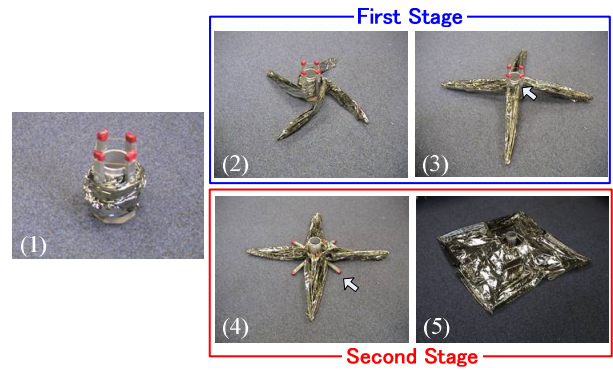 First Stage
(1)
(2)
(3)
(4)
(5)
Second Stage